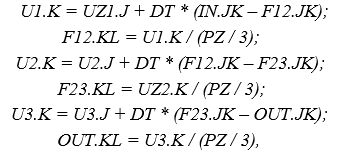 U1.K = UZ1.J + DT * (IN.JK – F12.JK);
F12.KL = U1.K / (PZ / 3);
U2.K = U2.J + DT * (F12.JK – F23.JK);
F23.KL = UZ2.K / (PZ / 3);
U3.K = U3.J + DT * (F23.JK – OUT.JK);
OUT.KL = U3.K / (PZ / 3),